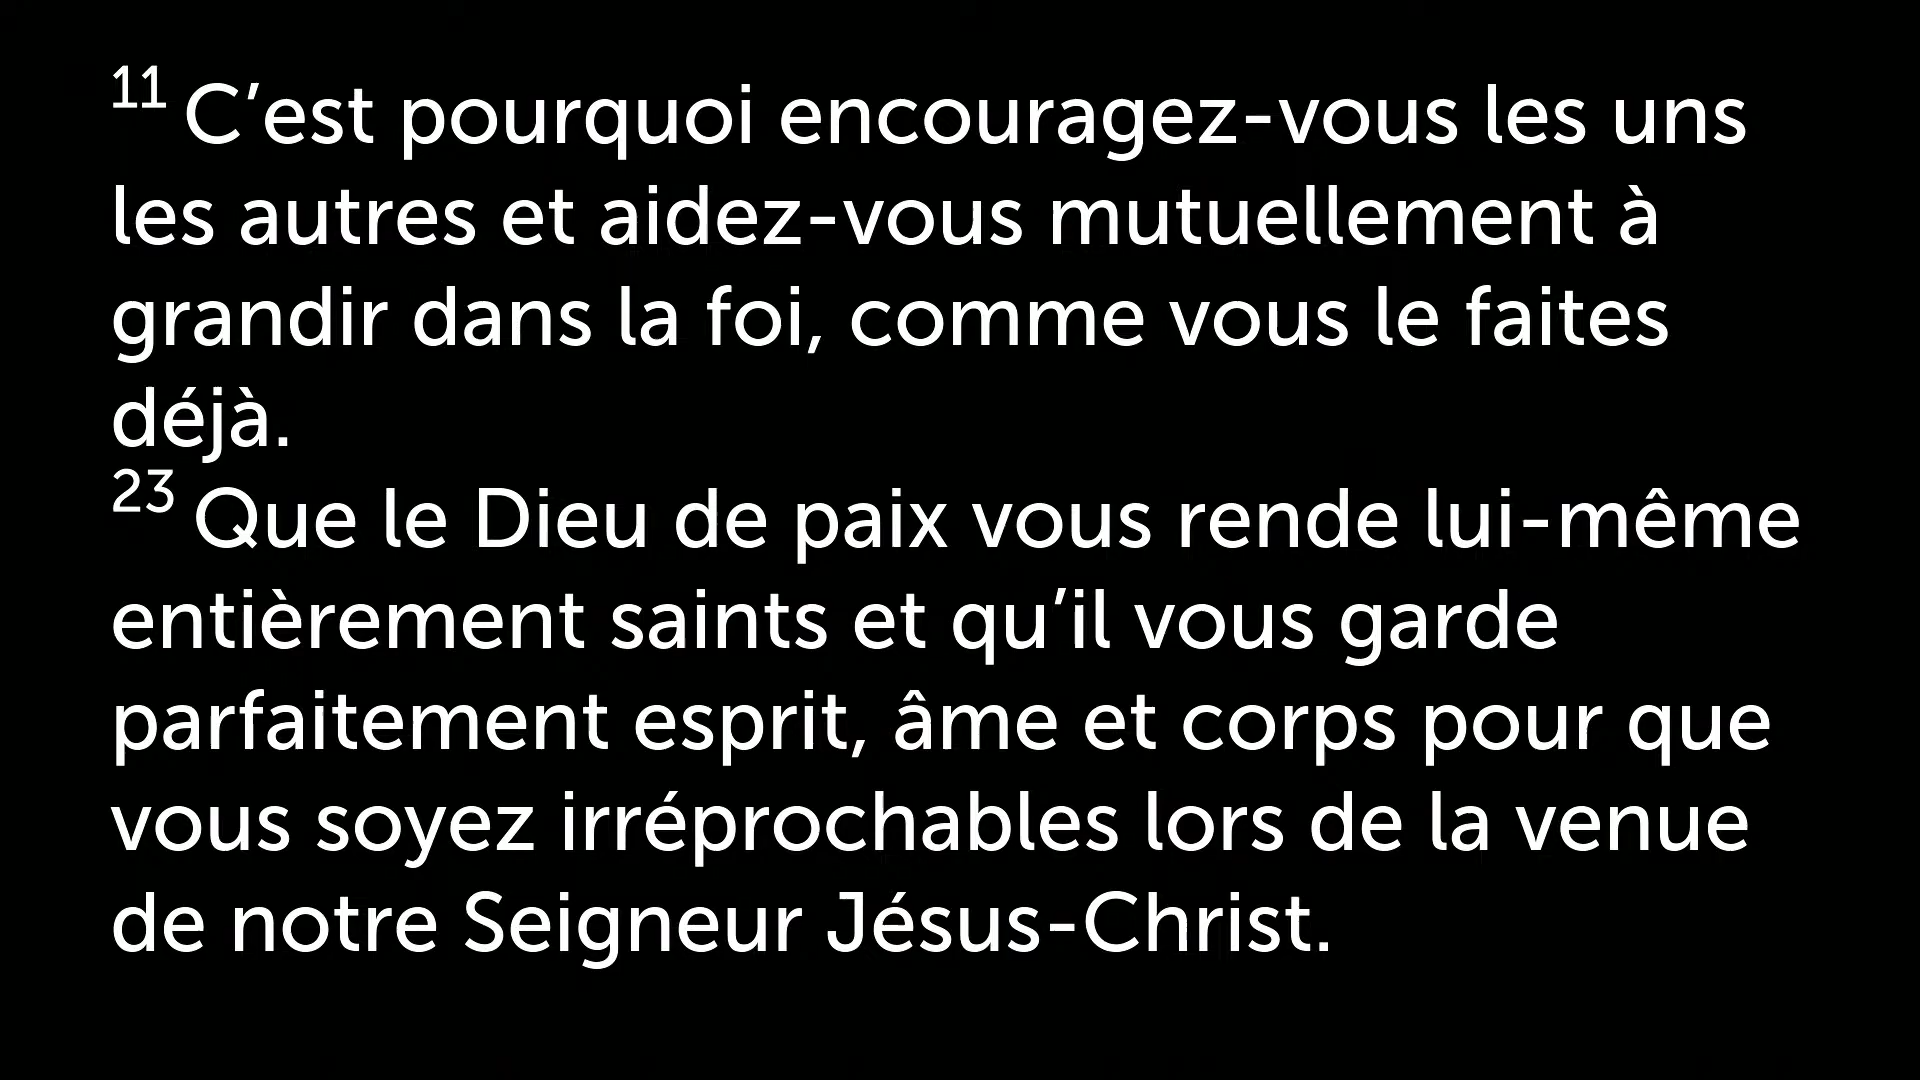 11 C’est pourquoi encouragez-vous les uns
les autres et aidez-vous mutuellement à
grandir dans la foi, comme vous le faites
déjà.
23 Que le Dieu de paix vous rende lui-même
entièrement saints et qu’il vous garde
parfaitement esprit, âme et corps pour que
vous soyez irréprochables lors de la venue
de notre Seigneur Jésus-Christ.